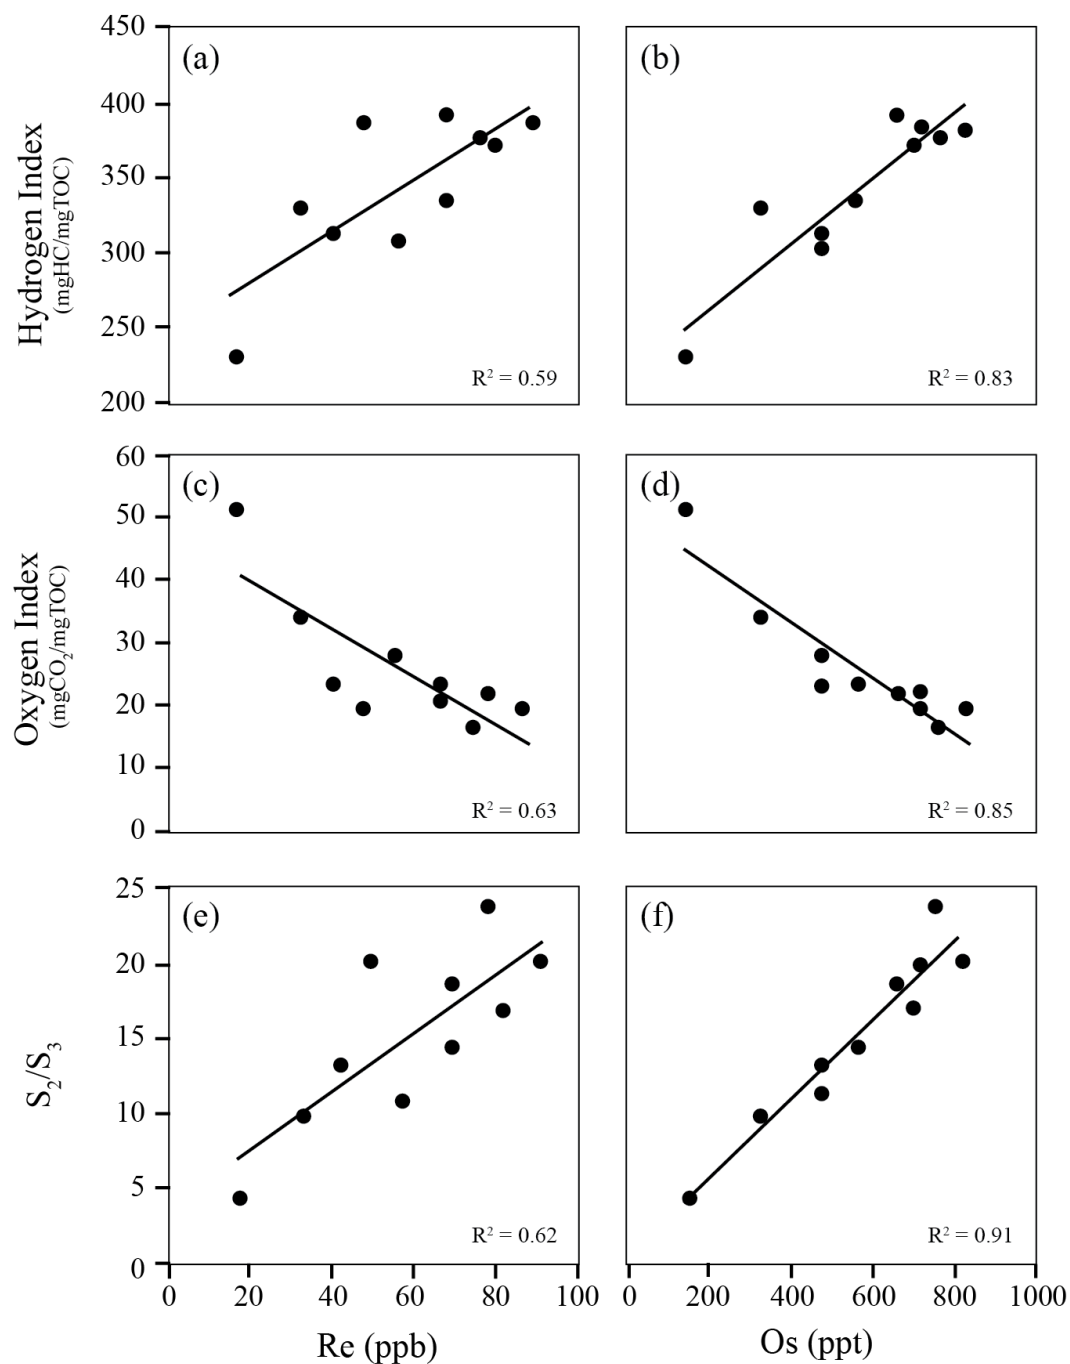 450
400
350
300
250
200
Hydrogen Index
(mgHC/mgTOC)
(a)
R² = 0.59
(b)
R² = 0.83
60
50
40
30
20
10
0
Oxygen Index
(mgCO₂/mgTOC)
(c)
R² = 0.63
(d)
R² = 0.85
25
20
15
10
5
0
S₂/S₃
(e)
R² = 0.62
(f)
R² = 0.91
0 20 40 60 80 100
Re (ppb)
0 200 400 600 800 1000
Os (ppt)